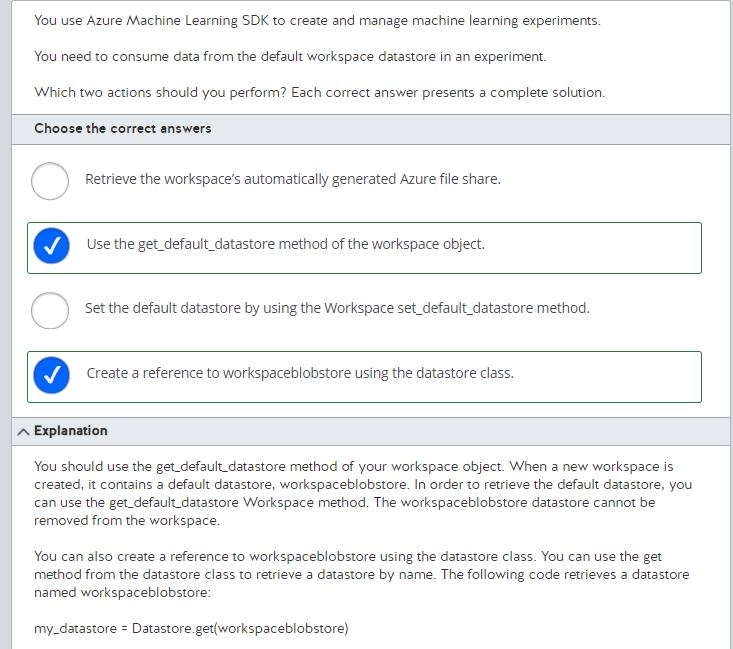 You use Azure Machine Learning SDK to create and manage machine learning experiments.
You need to consume data from the default workspace datastore in an experiment.
Which two actions should you perform? Each correct answer presents a complete solution.
Choose the correct answers
Retrieve the workspace's automatically generated Azure file share.
Use the get_default_datastore method of the workspace object.
Set the default datastore by using the Workspace set_default_datastore method.
Create a reference to workspaceblobstore using the datastore class.
Explanation
You should use the get_default_datastore method of your workspace object. When a new workspace is
created, it contains a default datastore, workspaceblobstore. In order to retrieve the default datastore, you
can use the get_default_datastore Workspace method. The workspaceblobstore datastore cannot be
removed from the workspace.
You can also create a reference to workspaceblobstore using the datastore class. You can use the get
method from the datastore class to retrieve a datastore by name. The following code retrieves a datastore
named workspaceblobstore:
my_datastore = Datastore.get(workspaceblobstore)